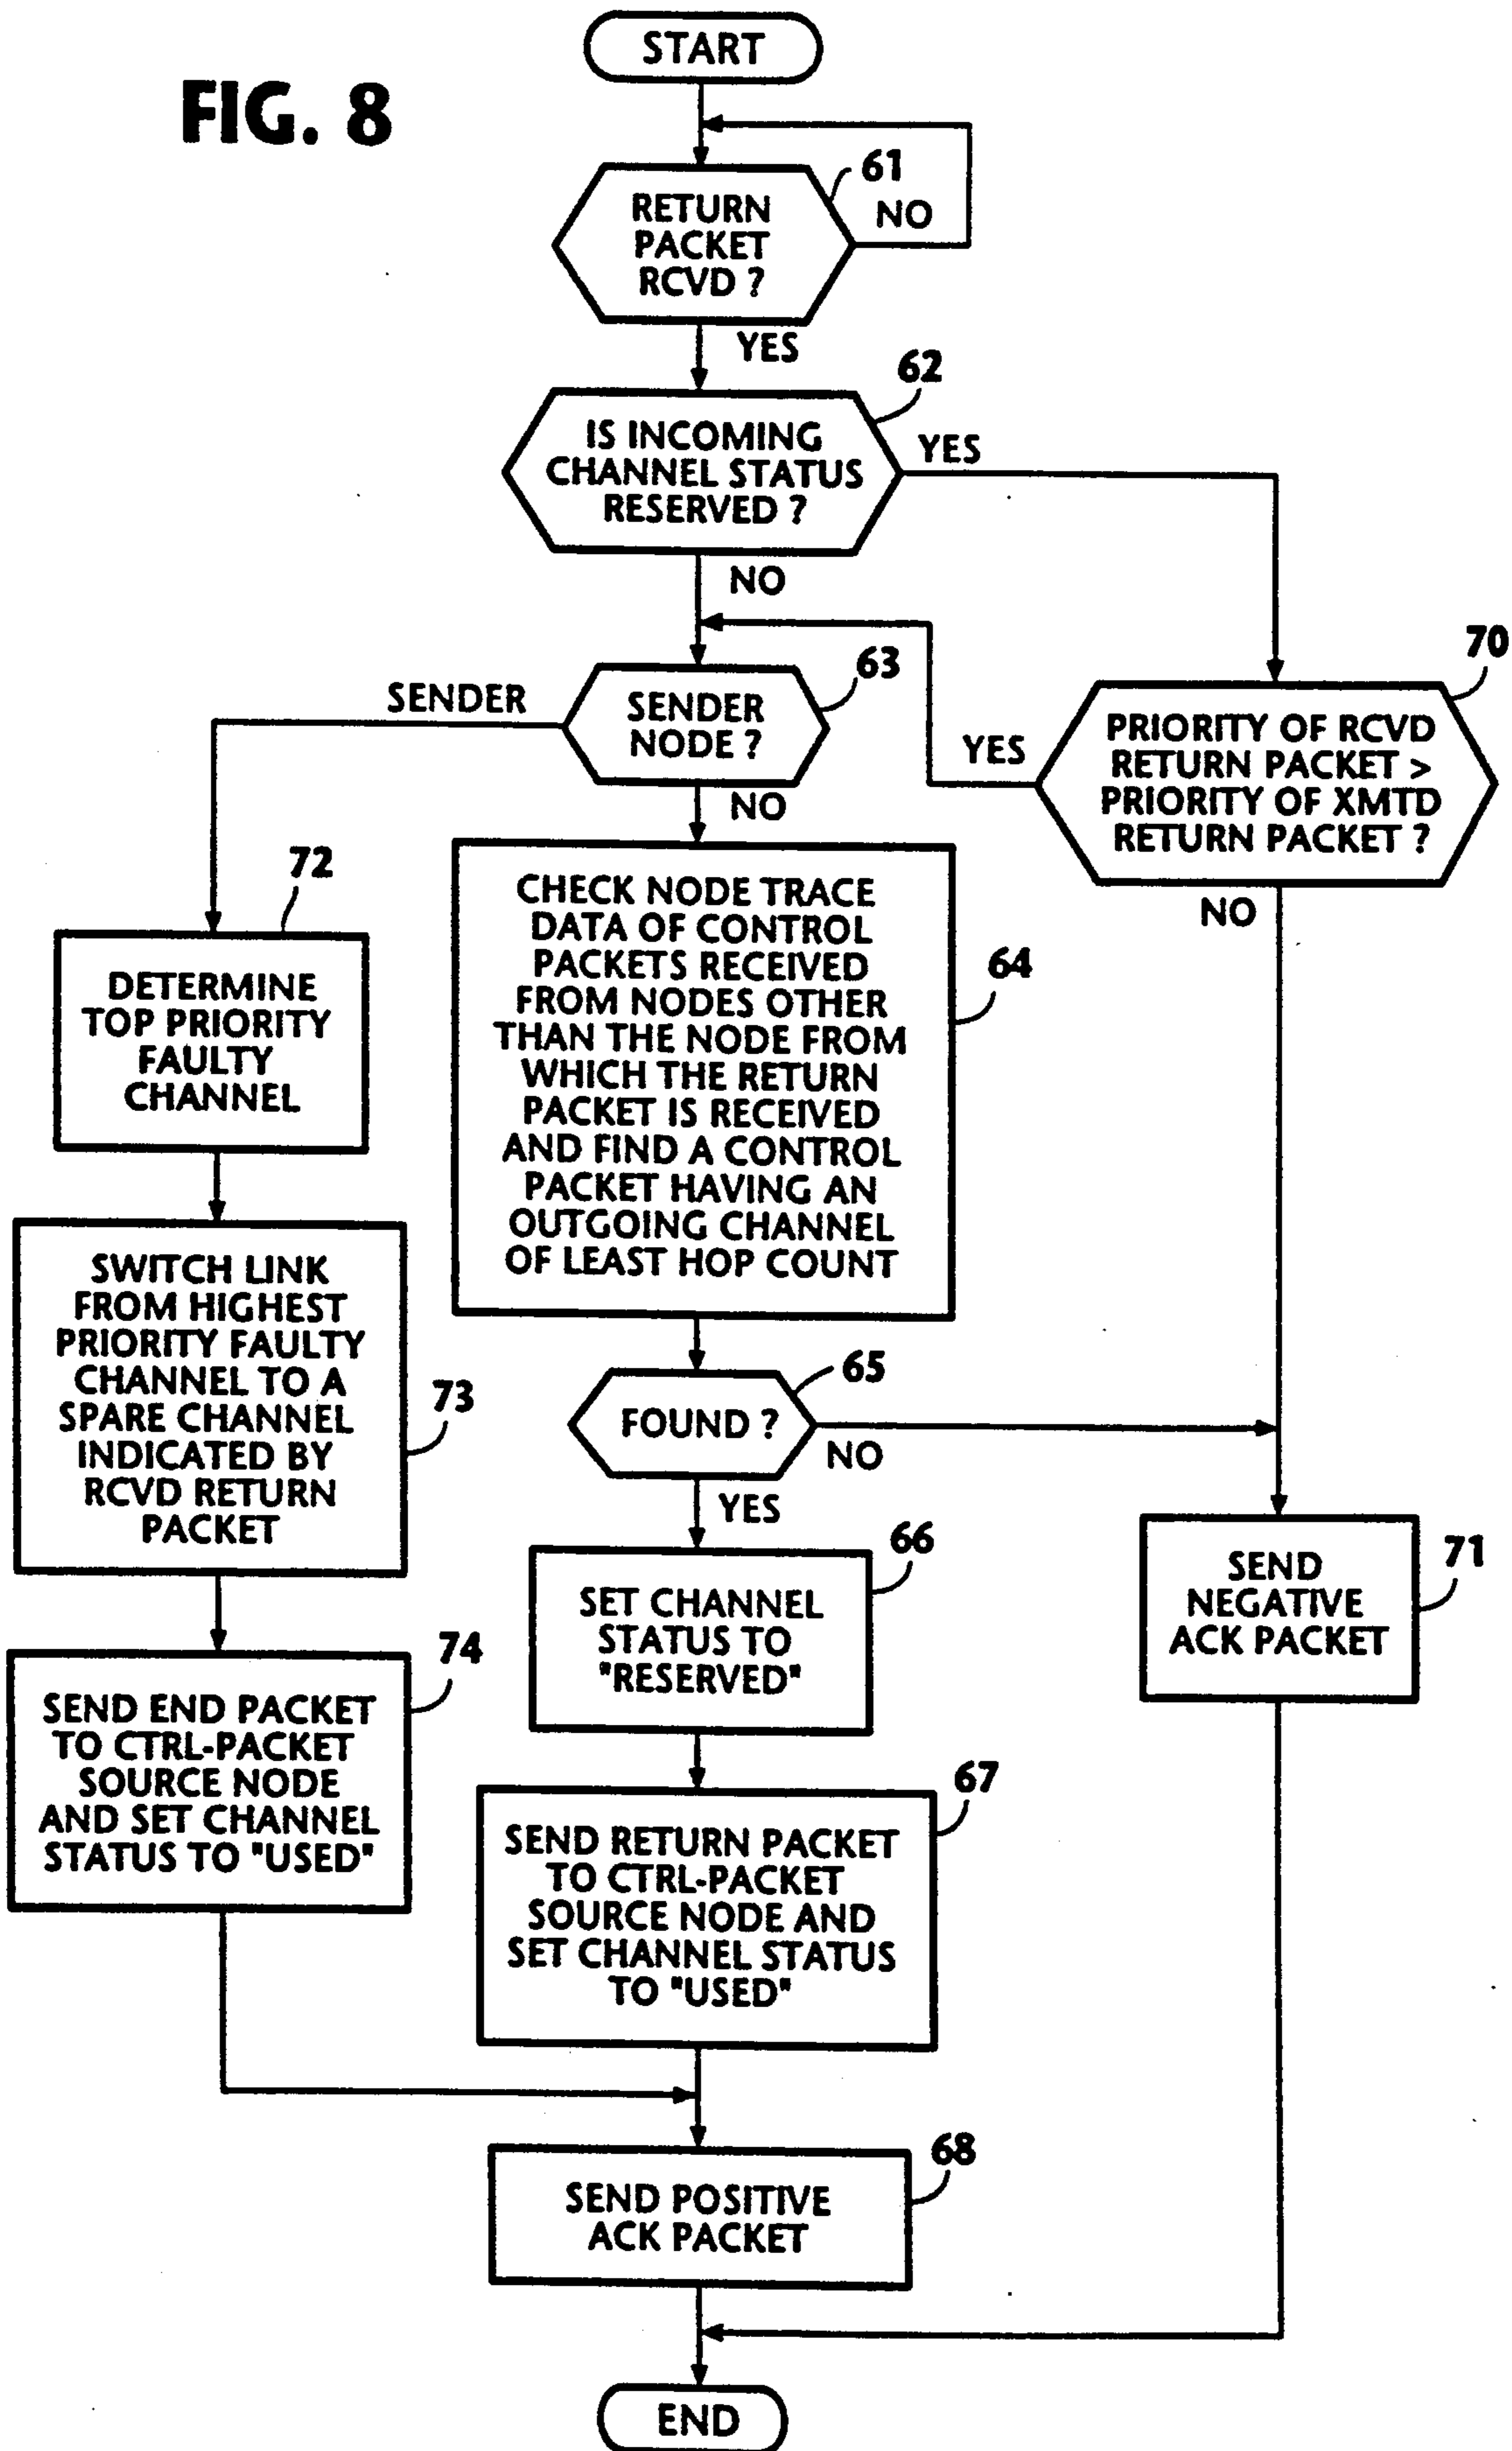 FIG. 8
START
61
RETURN
PACKET
RCVD ?
NO
YES
62
IS INCOMING
CHANNEL STATUS
RESERVED ?
YES
NO
63
SENDER
NODE ?
SENDER
NO
70
PRIORITY OF RCVD
RETURN PACKET >
PRIORITY OF XMTD
RETURN PACKET ?
YES
NO
72
DETERMINE
TOP PRIORITY
FAULTY
CHANNEL
64
CHECK NODE TRACE
DATA OF CONTROL
PACKETS RECEIVED
FROM NODES OTHER
THAN THE NODE FROM
WHICH THE RETURN
PACKET IS RECEIVED
AND FIND A CONTROL
PACKET HAVING AN
OUTGOING CHANNEL
OF LEAST HOP COUNT
73
SWITCH LINK
FROM HIGHEST
PRIORITY FAULTY
CHANNEL TO A
SPARE CHANNEL
INDICATED BY
RCVD RETURN
PACKET
65
FOUND ?
NO
YES
66
SET CHANNEL
STATUS TO
"RESERVED"
71
SEND
NEGATIVE
ACK PACKET
74
SEND END PACKET
TO CTRL-PACKET
SOURCE NODE
AND SET CHANNEL
STATUS TO "USED"
67
SEND RETURN PACKET
TO CTRL-PACKET
SOURCE NODE AND
SET CHANNEL STATUS
TO "USED"
68
SEND POSITIVE
ACK PACKET
END